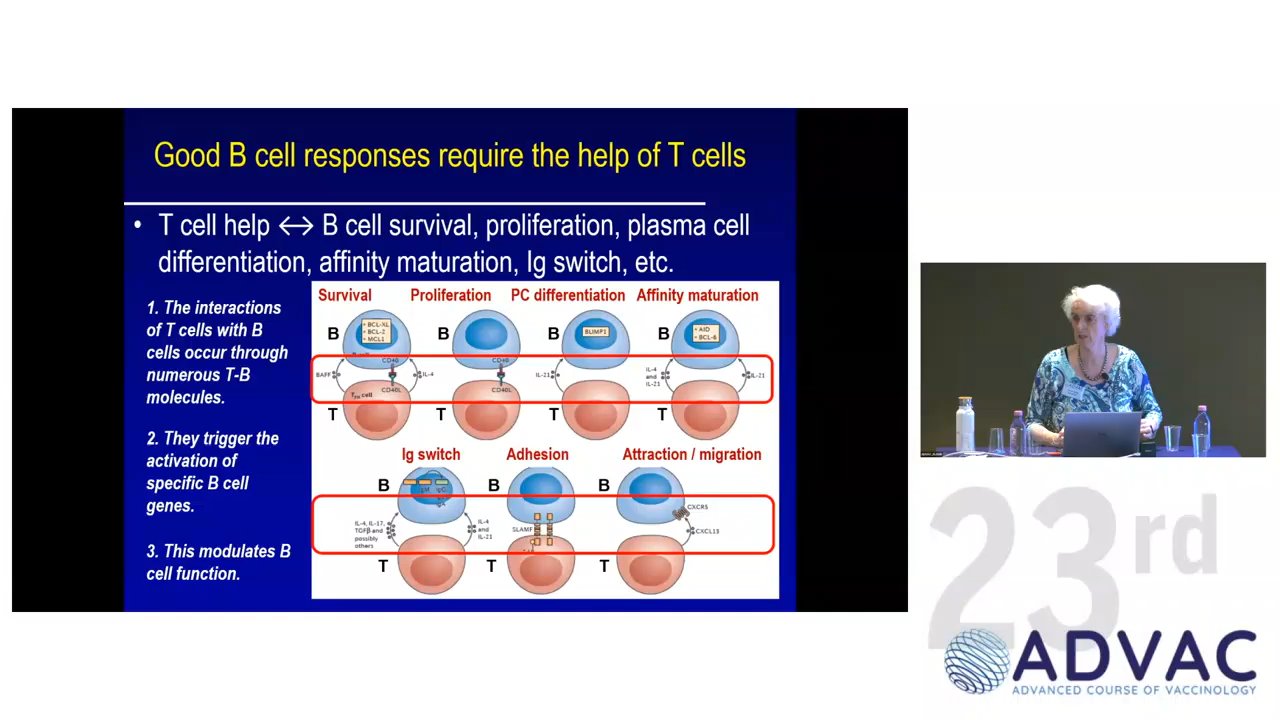 Good B cell responses require the help of T cells
• T cell help ↔ B cell survival, proliferation, plasma cell
differentiation, affinity maturation, Ig switch, etc.
1. The interactions
of T cells with B
cells occur through
numerous T-B
molecules.
2. They trigger the
activation of
specific B cell
genes.
3. This modulates B
cell function.
Survival Proliferation PC differentiation Affinity maturation
B B B B
• BCL-XL
• BCL-2
• MCL1
BLIMP1
• AID
• BCL-6
CD40 CD40
BAFF IL-4 IL-21 IL-4
and
IL-21
IL-21
CD40L CD40L
TFH cell
T T T T
Ig switch Adhesion Attraction / migration
B B B
IL-4, IL-17,
TGFβ and
possibly
others
IL-4
and
IL-21
SLAMF
CXCR5
CXCL13
T T T
23rd
ADVAC
ADVANCED COURSE OF VACCINOLOGY